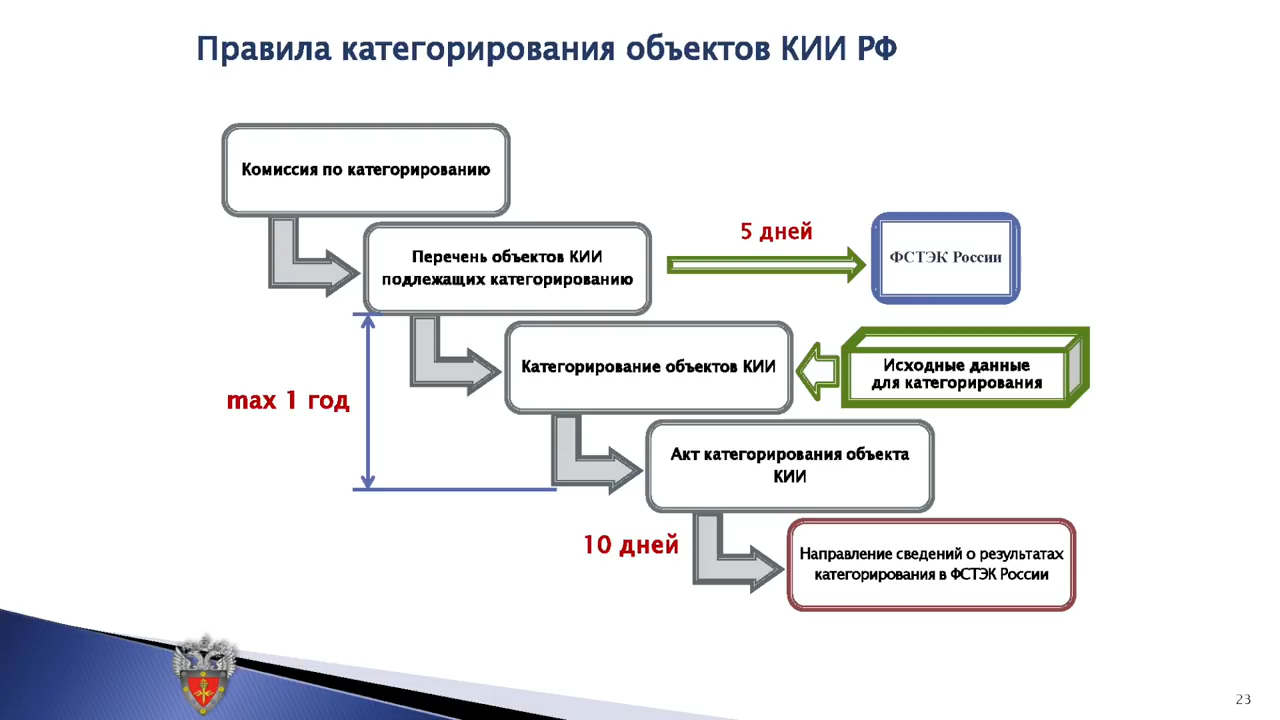 Правила категорирования объектов КИИ РФ
Комиссия по категорированию
5 дней
Перечень объектов КИИ
подлежащих категорированию
ФСТЭК России
Категорирование объектов КИИ
Исходные данные
для категорирования
max 1 год
Акт категорирования объекта
КИИ
10 дней
Направление сведений о результатах
категорирования в ФСТЭК России
23